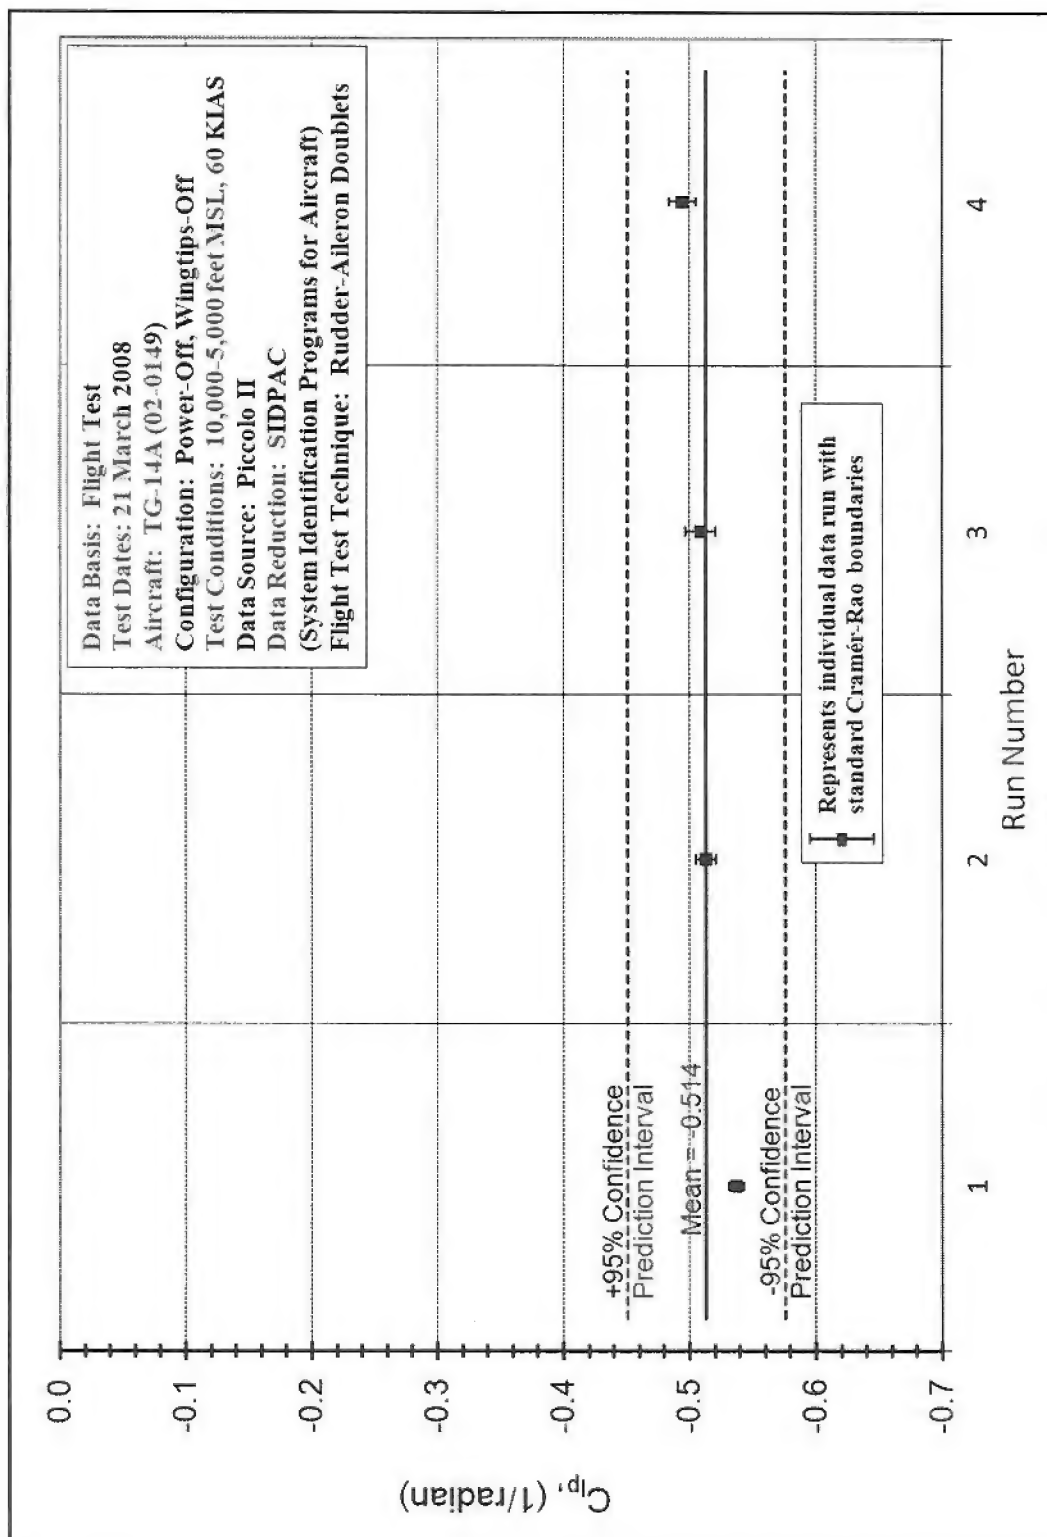 Data Basis: Flight Test
Test Dates: 21 March 2008
Aircraft: TG-14A (02-0149)
Configuration: Power-Off, Wingtips-Off
Test Conditions: 10,000-5,000 feet MSL, 60 KIAS
Data Source: Piccolo II
Data Reduction: SIDPAC
(System Identification Programs for Aircraft)
Flight Test Technique: Rudder-Aileron Doublets
0.0
-0.1
-0.2
-0.3
-0.4
-0.5
-0.6
-0.7
Clp, (1/radian)
+95% Confidence
Prediction Interval
Mean = -0.514
-95% Confidence
Prediction Interval
Represents individual data run with
standard Cramér-Rao boundaries
1
2
3
4
Run Number